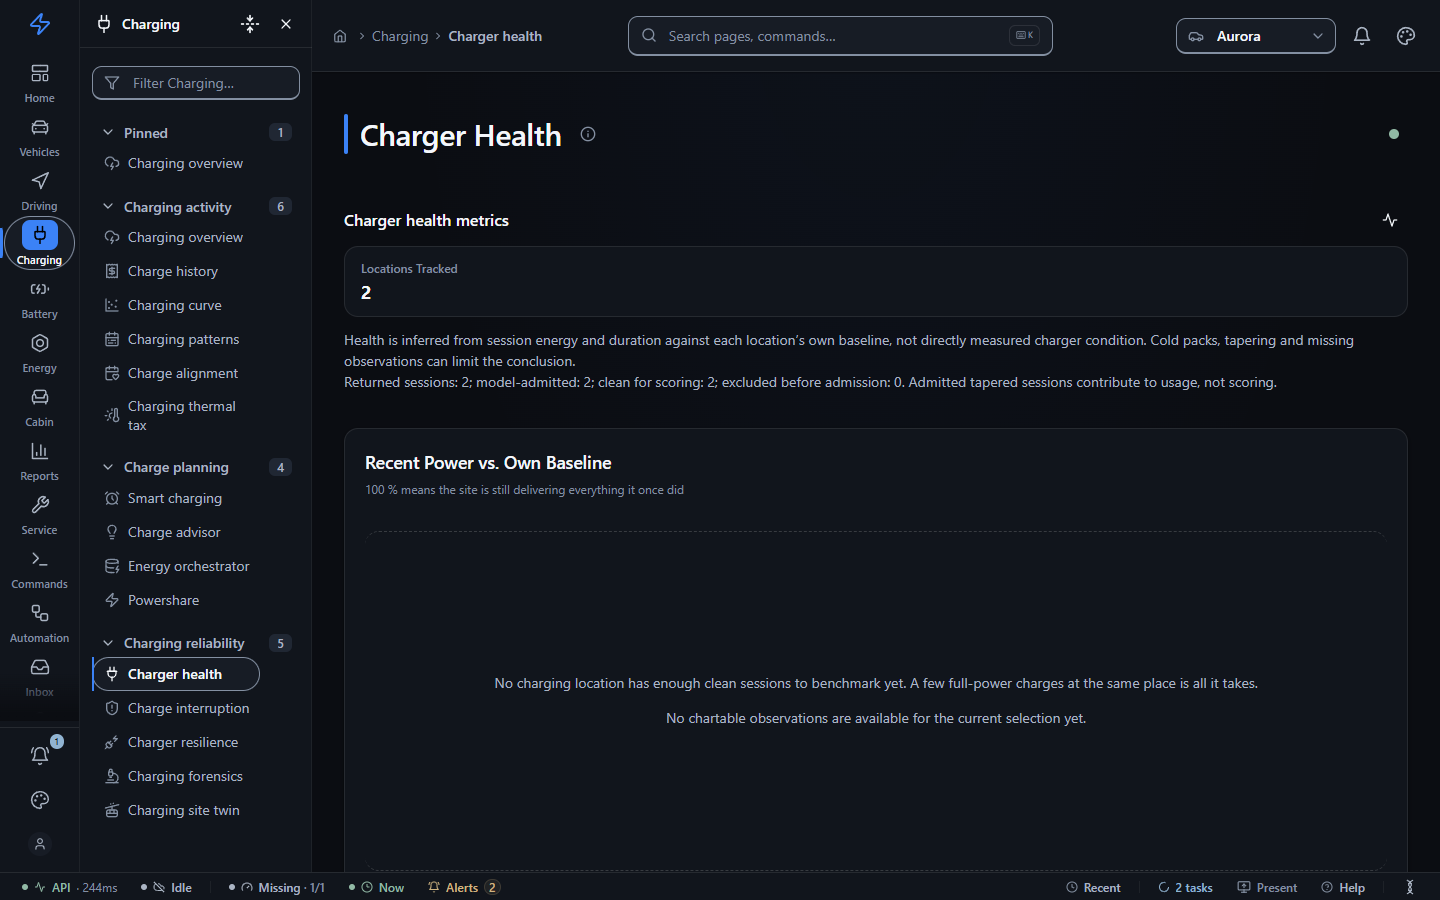 Charging
Charging
Charger health
Search pages, commands...
K
Aurora
Home
Vehicles
Driving
Charging
Battery
Energy
Cabin
Reports
Service
Commands
Automation
Inbox
1
Filter Charging...
Pinned
1
Charging overview
Charging activity
6
Charging overview
Charge history
Charging curve
Charging patterns
Charge alignment
Charging thermal
tax
Charge planning
4
Smart charging
Charge advisor
Energy orchestrator
Powershare
Charging reliability
5
Charger health
Charge interruption
Charger resilience
Charging forensics
Charging site twin
Charger Health
Charger health metrics
Locations Tracked
2
Health is inferred from session energy and duration against each location’s own baseline, not directly measured charger condition. Cold packs, tapering and missing
observations can limit the conclusion.
Returned sessions: 2; model-admitted: 2; clean for scoring: 2; excluded before admission: 0. Admitted tapered sessions contribute to usage, not scoring.
Recent Power vs. Own Baseline
100 % means the site is still delivering everything it once did
No charging location has enough clean sessions to benchmark yet. A few full-power charges at the same place is all it takes.
No chartable observations are available for the current selection yet.
API · 244ms
Idle
Missing · 1/1
Now
Alerts 2
Recent
2 tasks
Present
Help